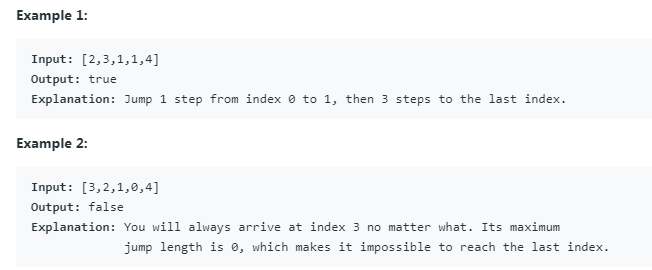 Example 1:
Input: [2,3,1,1,4]
Output: true
Explanation: Jump 1 step from index 0 to 1, then 3 steps to the last index.
Example 2:
Input: [3,2,1,0,4]
Output: false
Explanation: You will always arrive at index 3 no matter what. Its maximum
jump length is 0, which makes it impossible to reach the last index.